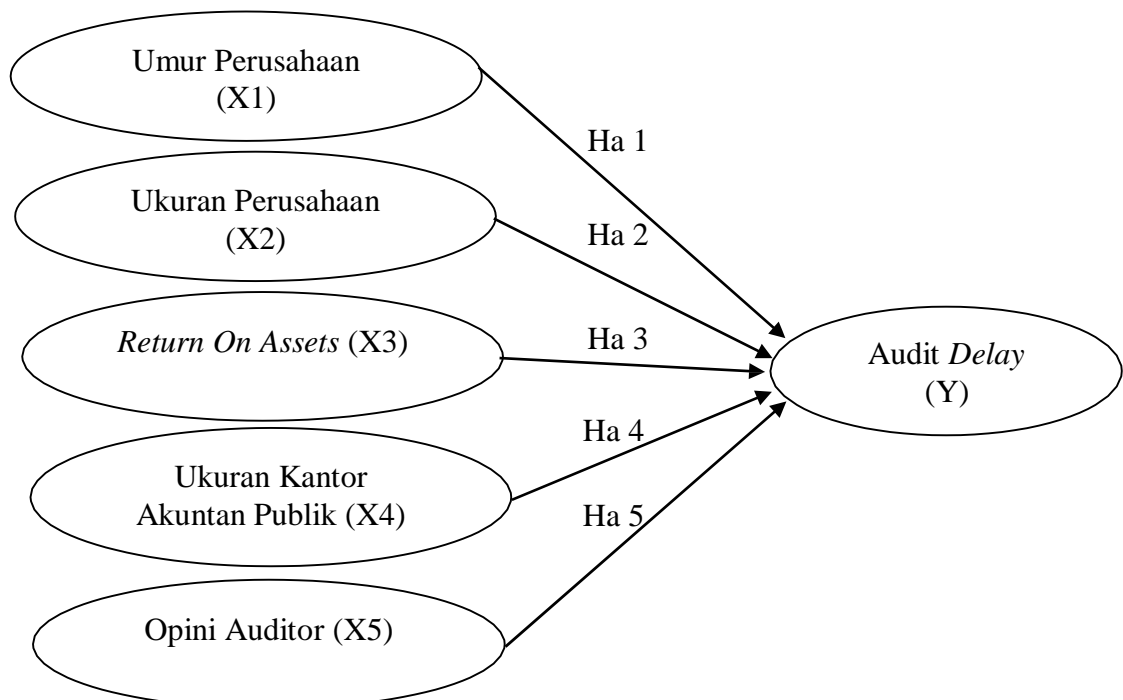 Umur Perusahaan
(X1)
Ha 1
Ukuran Perusahaan
(X2)
Ha 2
Return On Assets (X3)
Ha 3
Audit Delay
(Y)
Ukuran Kantor
Akuntan Publik (X4)
Ha 4
Ha 5
Opini Auditor (X5)